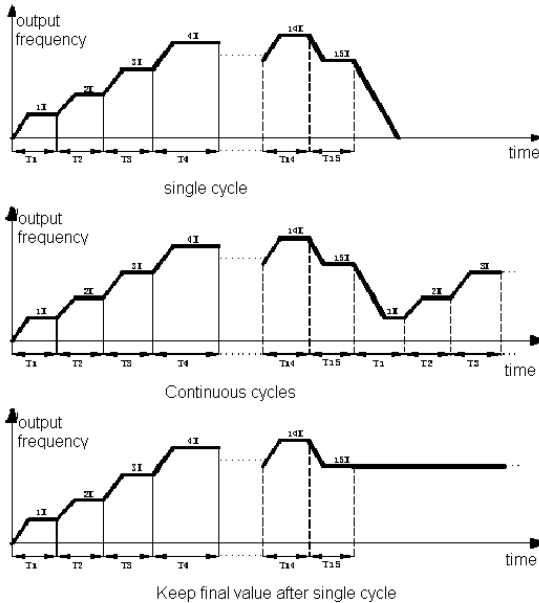 output
frequency
1X 2X 3X 4X 14X 15X
T1 T2 T3 T4 T14 T15
time
single cycle
output
frequency
1X 2X 3X 4X 14X 15X 1X 2X 3X
T1 T2 T3 T4 T14 T15 T1 T2 T3
time
Continuous cycles
output
frequency
1X 2X 3X 4X 14X 15X
T1 T2 T3 T4 T14 T15
time
Keep final value after single cycle